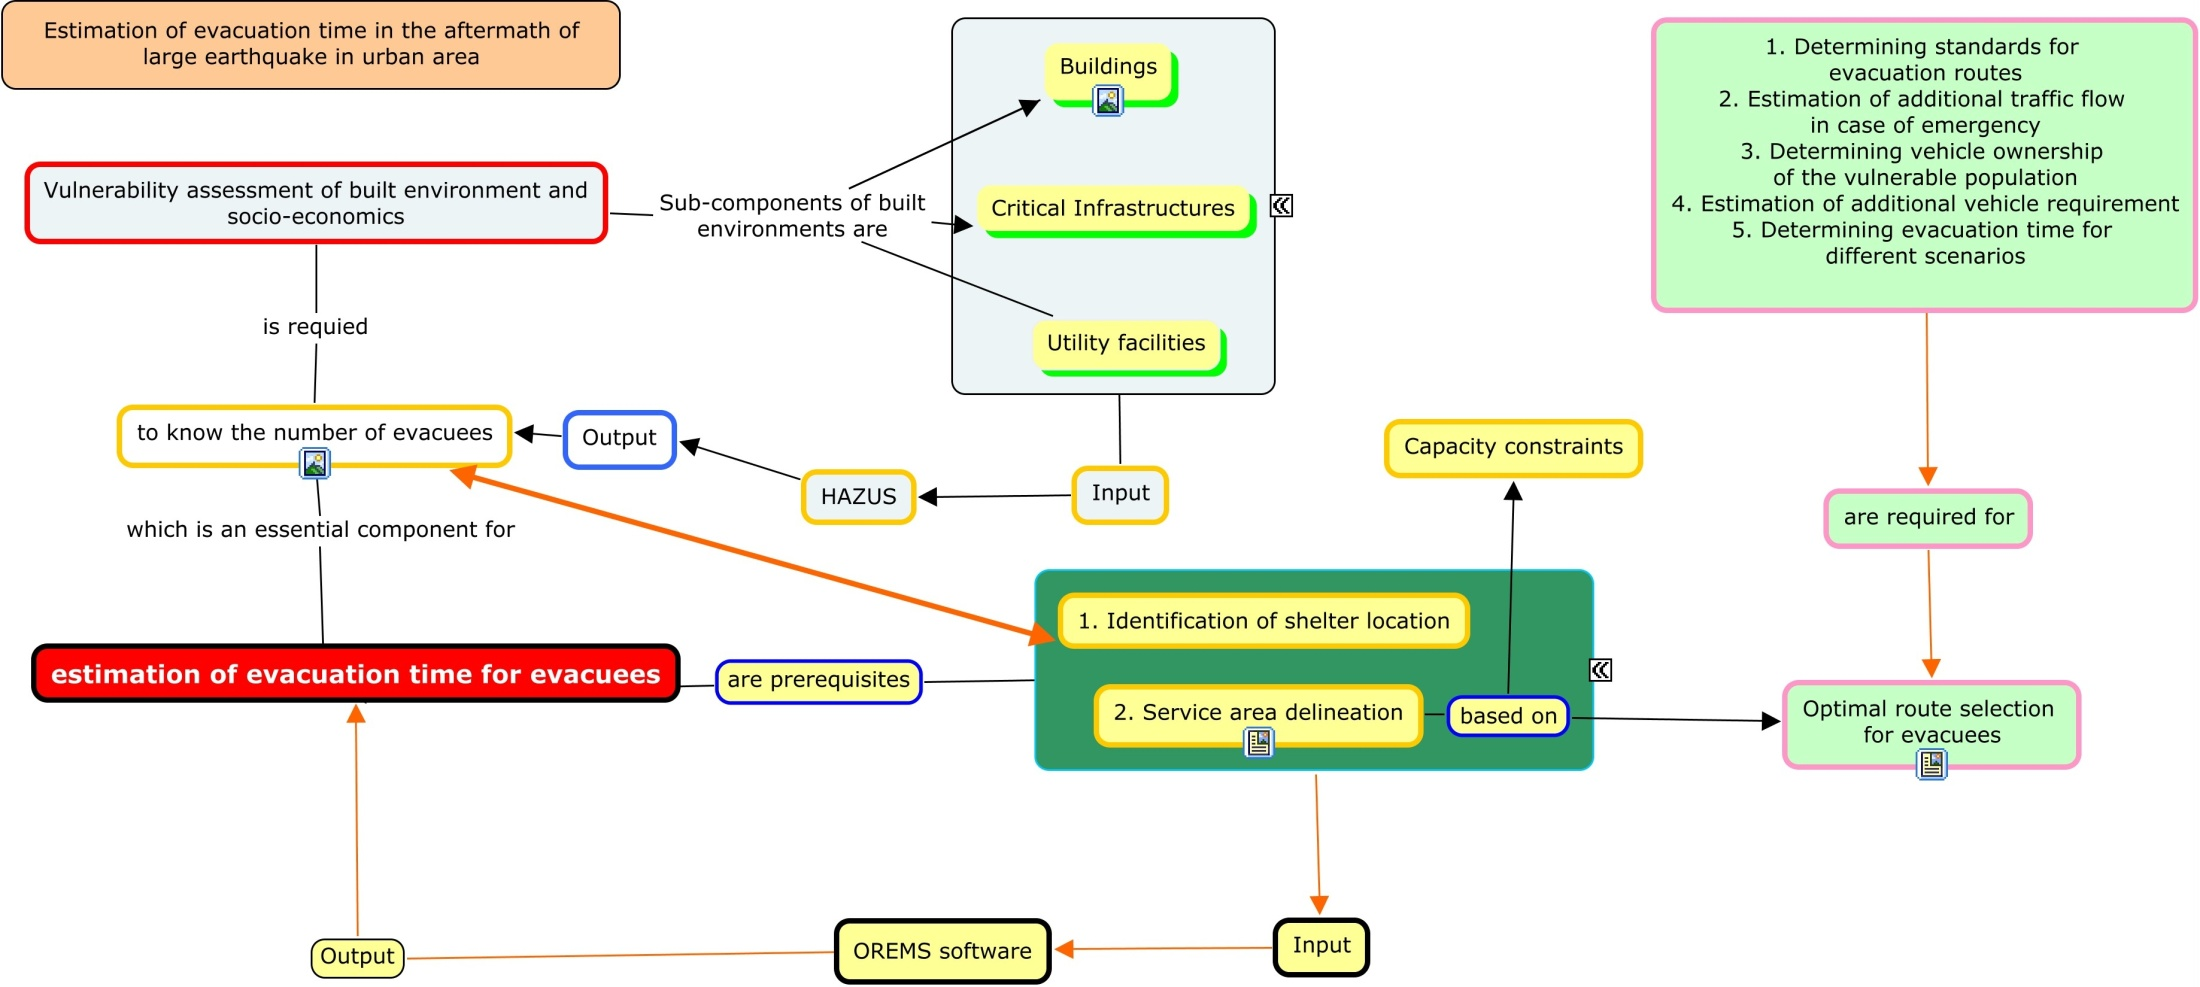 Estimation of evacuation time in the aftermath of
large earthquake in urban area
Buildings
1. Determining standards for
evacuation routes
2. Estimation of additional traffic flow
in case of emergency
3. Determining vehicle ownership
of the vulnerable population
4. Estimation of additional vehicle requirement
5. Determining evacuation time for
different scenarios
Vulnerability assessment of built environment and
socio-economics
Sub-components of built
environments are
Critical Infrastructures
Utility facilities
is requied
to know the number of evacuees
Output
HAZUS
Input
Capacity constraints
are required for
which is an essential component for
1. Identification of shelter location
estimation of evacuation time for evacuees
are prerequisites
2. Service area delineation
based on
Optimal route selection
for evacuees
Output
OREMS software
Input